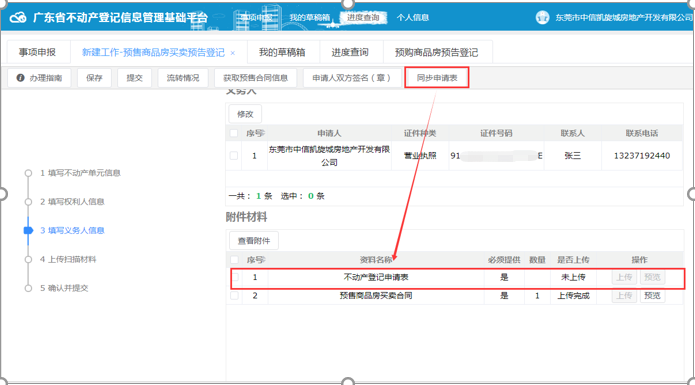 广东省不动产登记信息管理基础平台 事项申报 我的草稿箱 进度查询 个人信息 东莞市中信凯旋城房地产开发有限公司
事项申报 新建工作-预售商品房买卖预告登记 × 我的草稿箱 进度查询 预购商品房预告登记
办理指南 保存 提交 流转情况 获取预售合同信息 申请人双方签名（章） 同步申请表
义务人
修改
序号 申请人 证件种类 证件号码 联系人 联系电话
1 东莞市中信凯旋城房地产开发有限公司 营业执照 91 E 张三 13237192440
一共：1 条 选中：0 条
1 填写不动产单元信息
2 填写权利人信息
3 填写义务人信息
4 上传扫描材料
5 确认并提交
附件材料
查看附件
序号 资料名称 必须提供 数量 是否上传 操作
1 不动产登记申请表 是 未上传 上传 预览
2 预售商品房买卖合同 是 1 上传完成 上传 预览